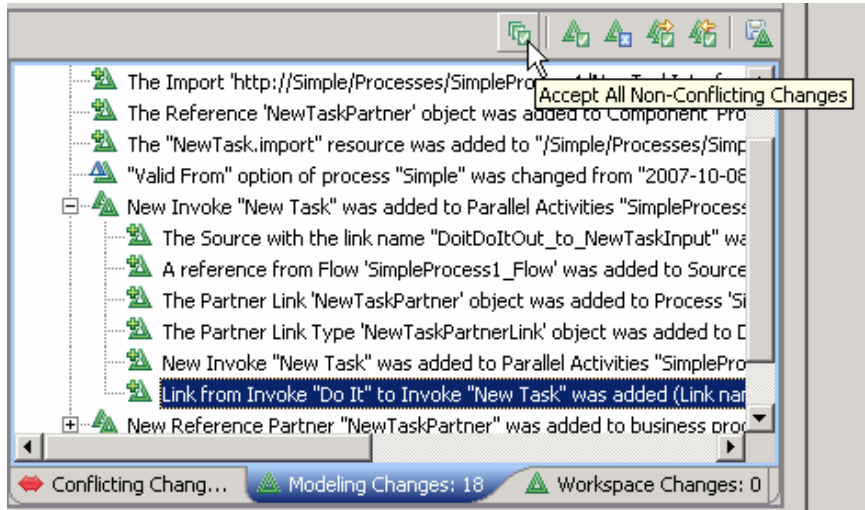 The Import 'http://Simple/Processes/SimplePro
Accept All Non-Conflicting Changes
The Reference 'NewTaskPartner' object was added to Component 'Pro
The "NewTask.import" resource was added to "/Simple/Processes/Simp
"Valid From" option of process "Simple" was changed from "2007-10-08
New Invoke "New Task" was added to Parallel Activities "SimpleProcess
The Source with the link name "DoitDoItOut_to_NewTaskInput" wa
A reference from Flow 'SimpleProcess1_Flow' was added to Source
The Partner Link 'NewTaskPartner' object was added to Process 'Si
The Partner Link Type 'NewTaskPartnerLink' object was added to D
New Invoke "New Task" was added to Parallel Activities "SimplePro
Link from Invoke "Do It" to Invoke "New Task" was added (Link nar
New Reference Partner "NewTaskPartner" was added to business proc
Conflicting Chang... Modeling Changes: 18 Workspace Changes: 0